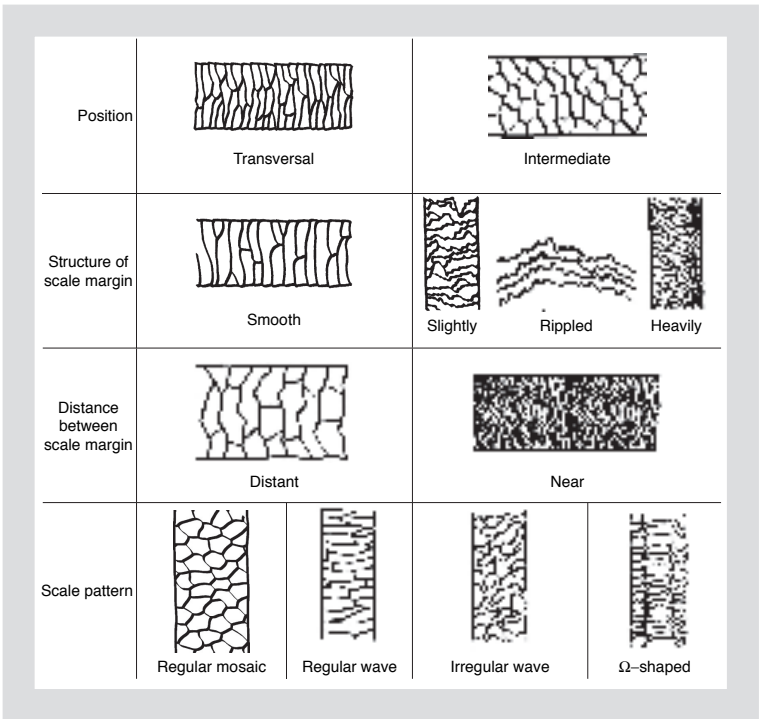 Position
Transversal
Intermediate
Structure of
scale margin
Smooth
Slightly
Rippled
Heavily
Distance
between
scale margin
Distant
Near
Scale pattern
Regular mosaic
Regular wave
Irregular wave
Ω–shaped